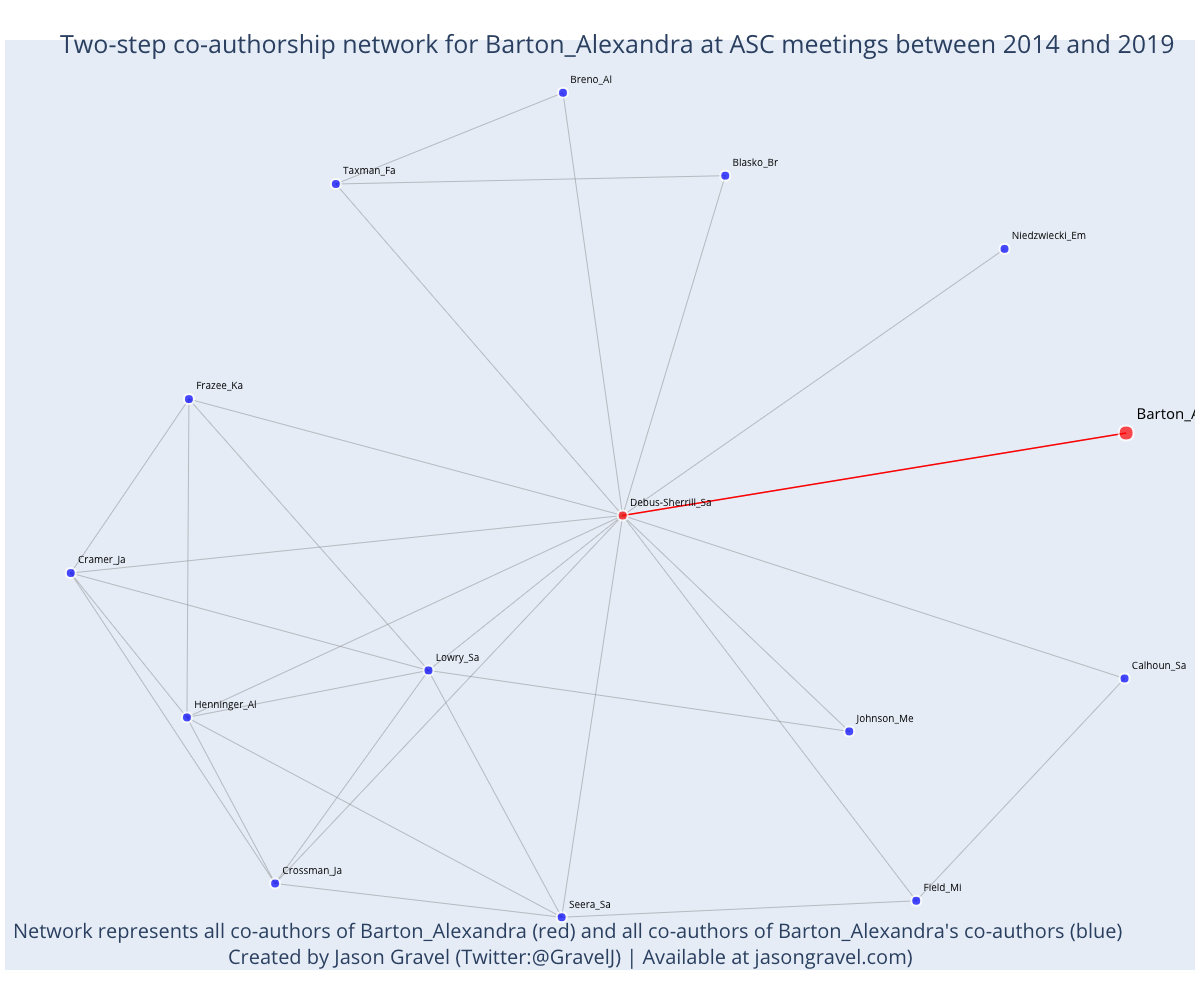 Two-step co-authorship network for Barton_Alexandra at ASC meetings between 2014 and 2019
Breno_Al
Blasko_Br
Taxman_Fa
Niedzwiecki_Em
Frazee_Ka
Barton_A
Debus-Sherrill_Sa
Cramer_Ja
Lowry_Sa
Calhoun_Sa
Henninger_Al
Johnson_Me
Crossman_Ja
Field_Mi
Seera_Sa
Network represents all co-authors of Barton_Alexandra (red) and all co-authors of Barton_Alexandra's co-authors (blue)
Created by Jason Gravel (Twitter:@GravelJ) | Available at jasongravel.com)